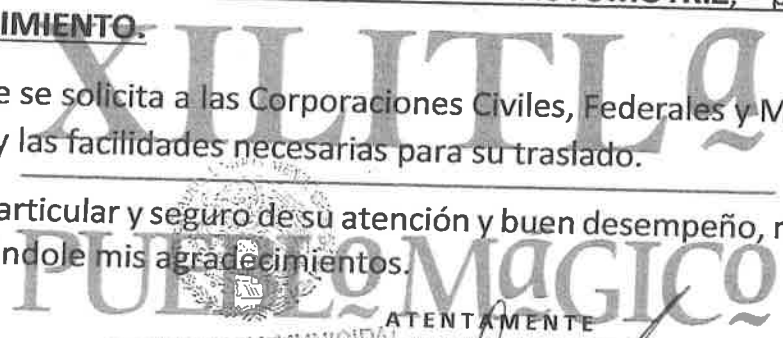 IMIENTO.
XILITLa
e se solicita a las Corporaciones Civiles, Federales y M
y las facilidades necesarias para su traslado.
articular y seguro de su atención y buen desempeño, r
ndole mis agradecimientos.
PUEBLo MaGICo
ATENTAMENTE